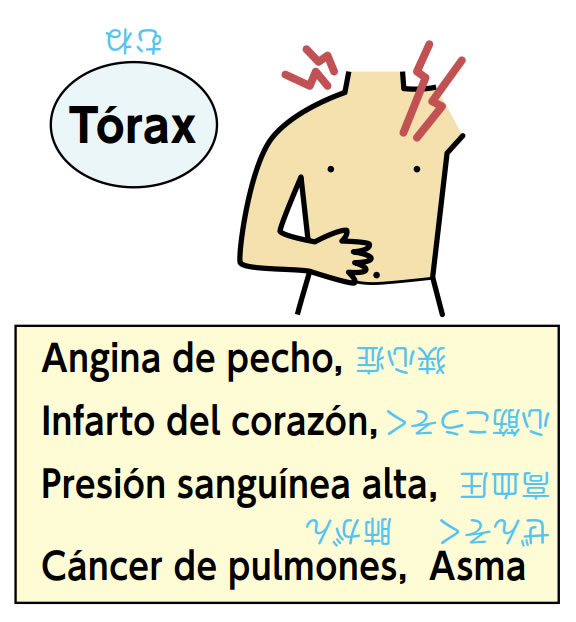 むね
Tórax
Angina de pecho, 狭心症
Infarto del corazón, 心筋こうそく
Presión sanguínea alta, 高血圧
肺がん ぜんそく
Cáncer de pulmones, Asma